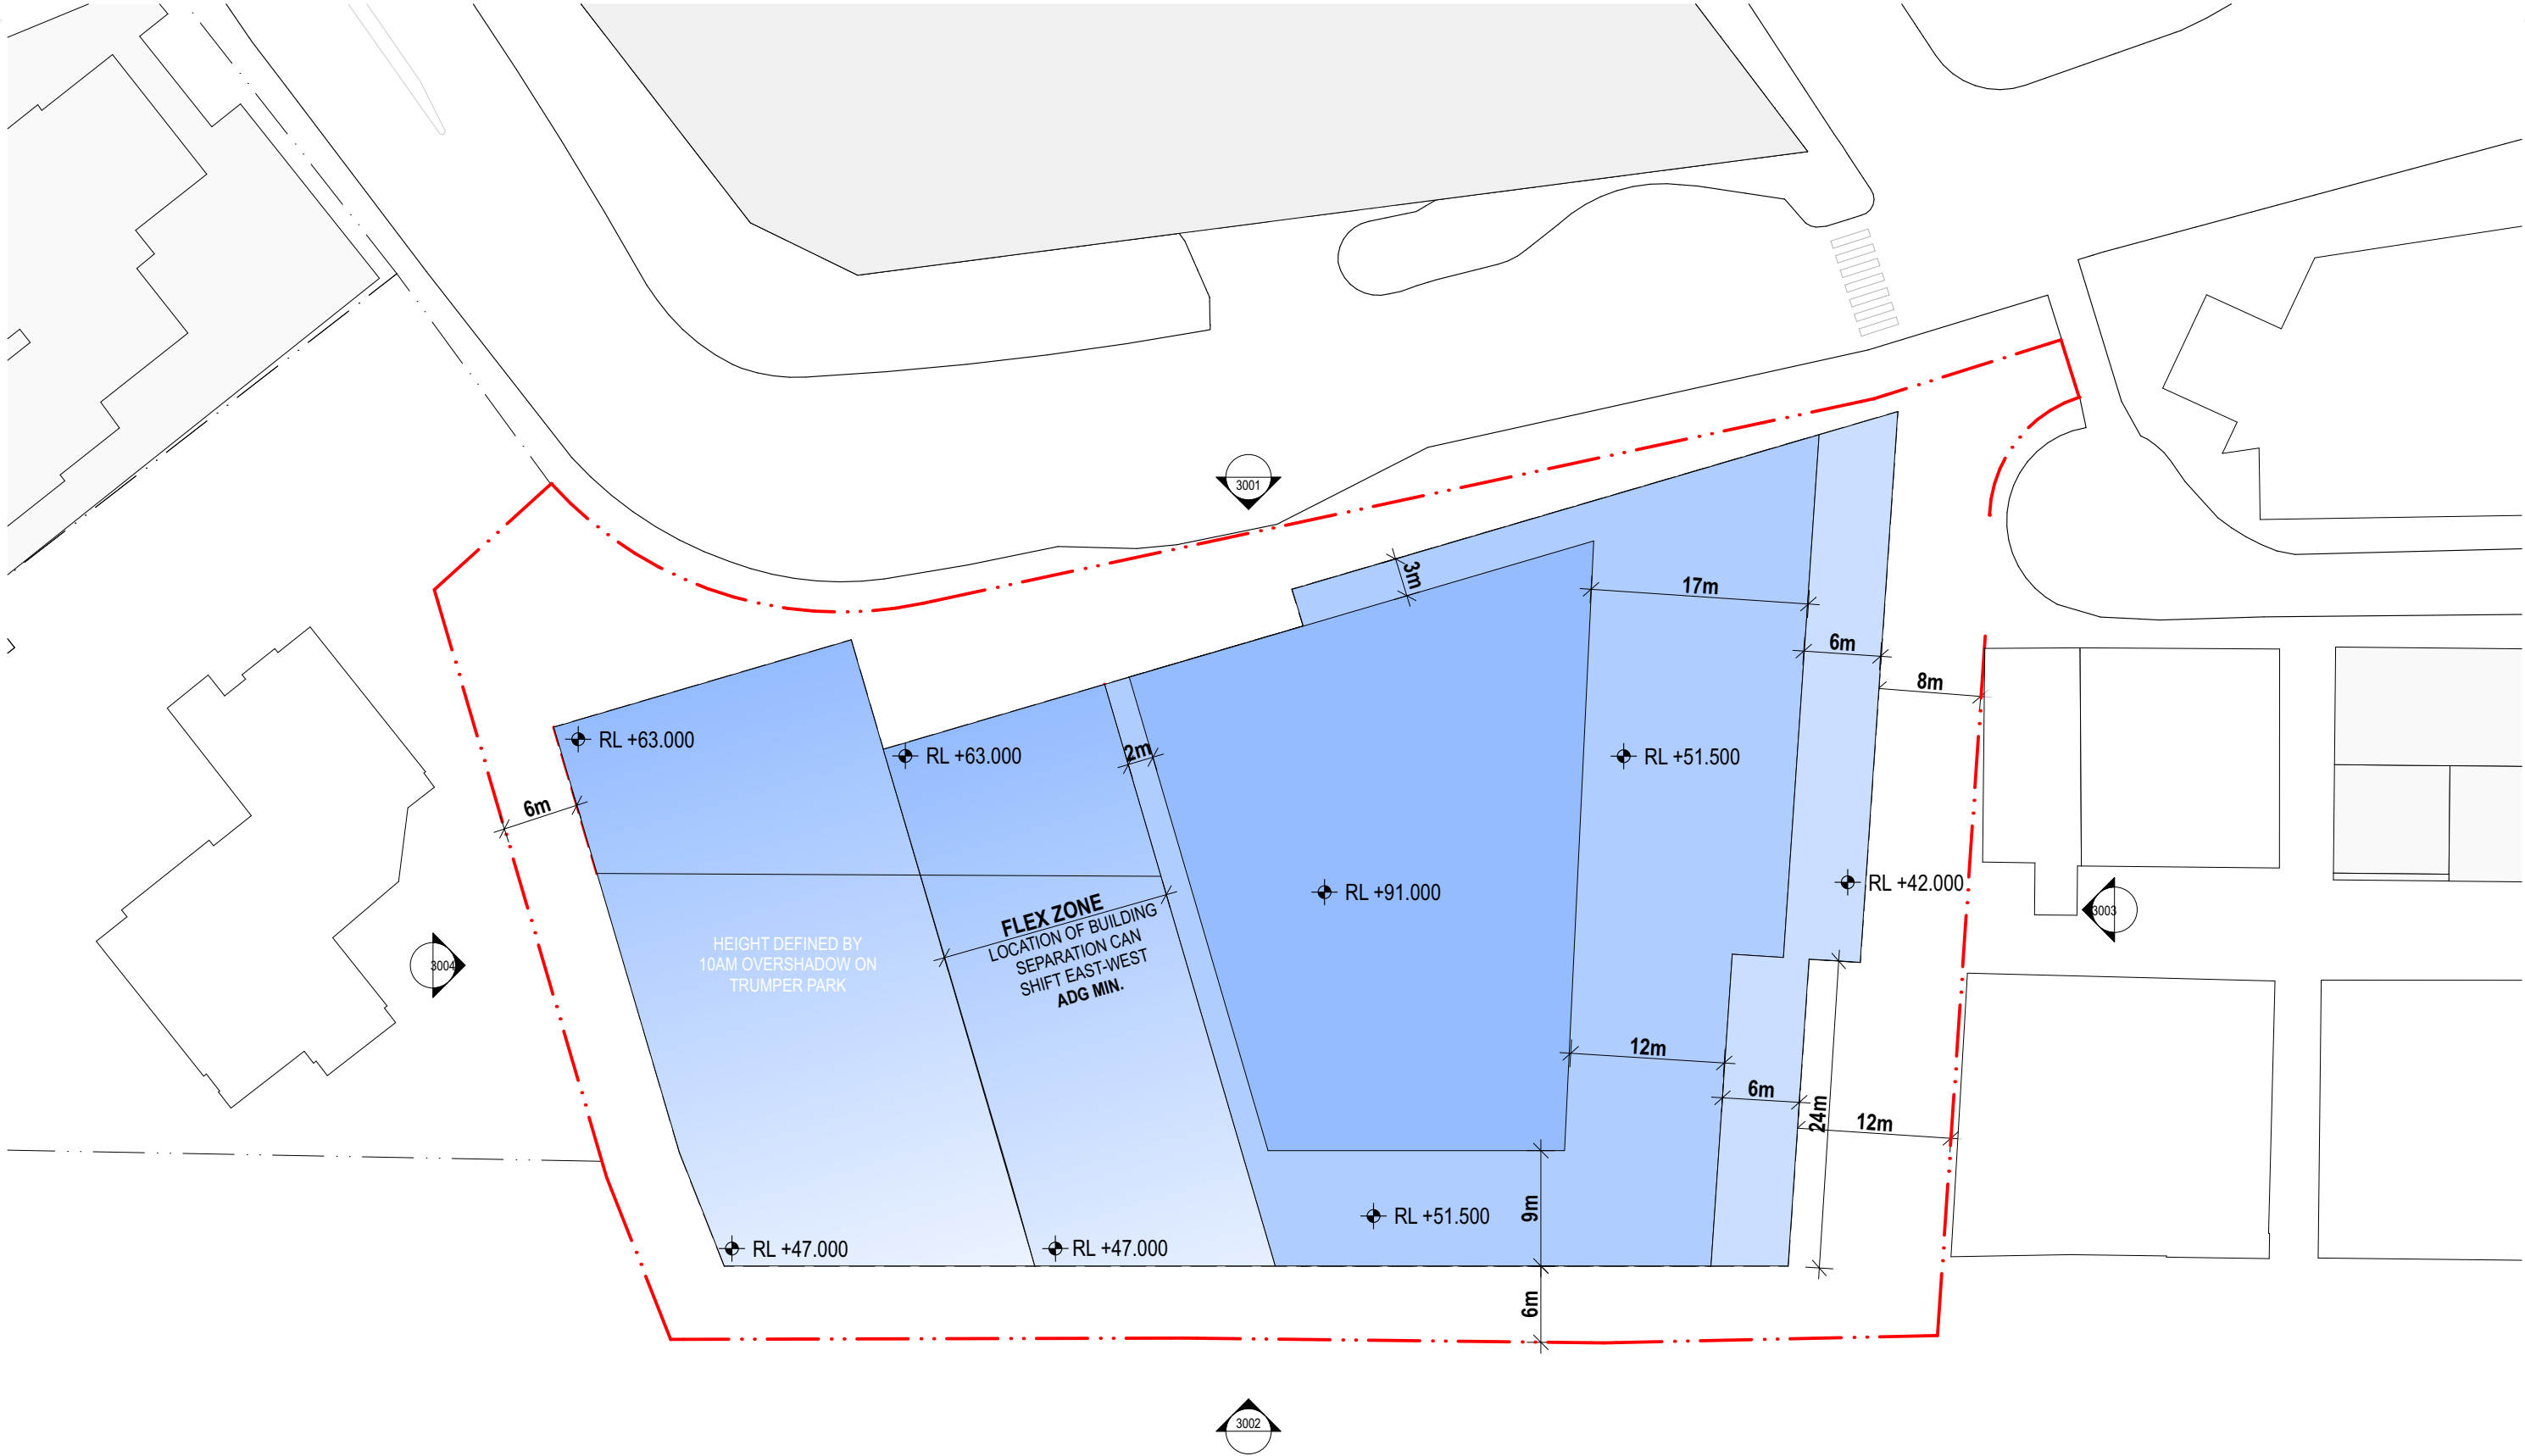 3001
3m
17m
6m
8m
RL +63.000
RL +63.000
2m
RL +51.500
6m
RL +91.000
RL +42.000
3003
FLEX ZONE
LOCATION OF BUILDING
SEPARATION CAN
SHIFT EAST-WEST
ADG MIN.
HEIGHT DEFINED BY
10AM OVERSHADOW ON
TRUMPER PARK
3004
12m
6m
24m
12m
9m
RL +51.500
RL +47.000
RL +47.000
6m
3002